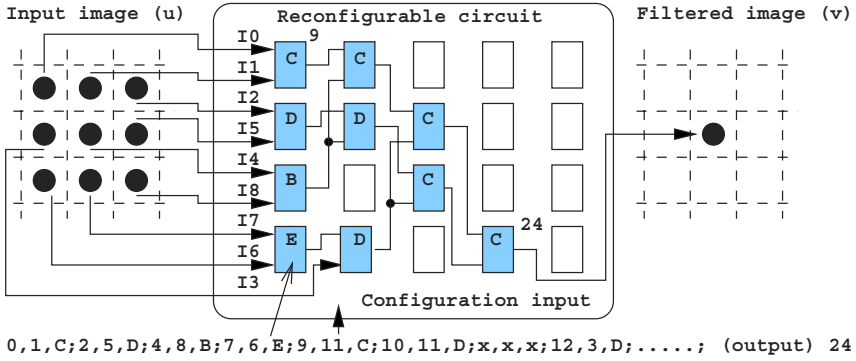 Input image (u)
Reconfigurable circuit
Filtered image (v)
I0
9
C
C
I1
I2
D
D
C
I5
I4
B
C
I8
I7
E
D
C
24
I6
I3
Configuration input
0,1,C;2,5,D;4,8,B;7,6,E;9,11,C;10,11,D;x,x,x;12,3,D;.....; (output) 24